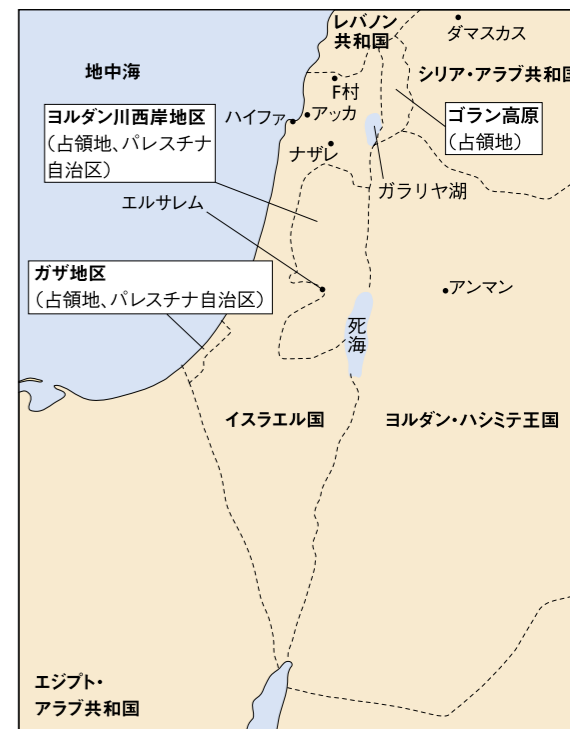 レバノン
共和国
ダマスカス
地中海
F村
シリア・アラブ共和国
ヨルダン川西岸地区
(占領地、パレスチナ
自治区)
ハイファ
アッカ
ゴラン高原
(占領地)
ナザレ
ガラリヤ湖
エルサレム
ガザ地区
(占領地、パレスチナ自治区)
アンマン
死海
イスラエル国
ヨルダン・ハシミテ王国
エジプト・
アラブ共和国